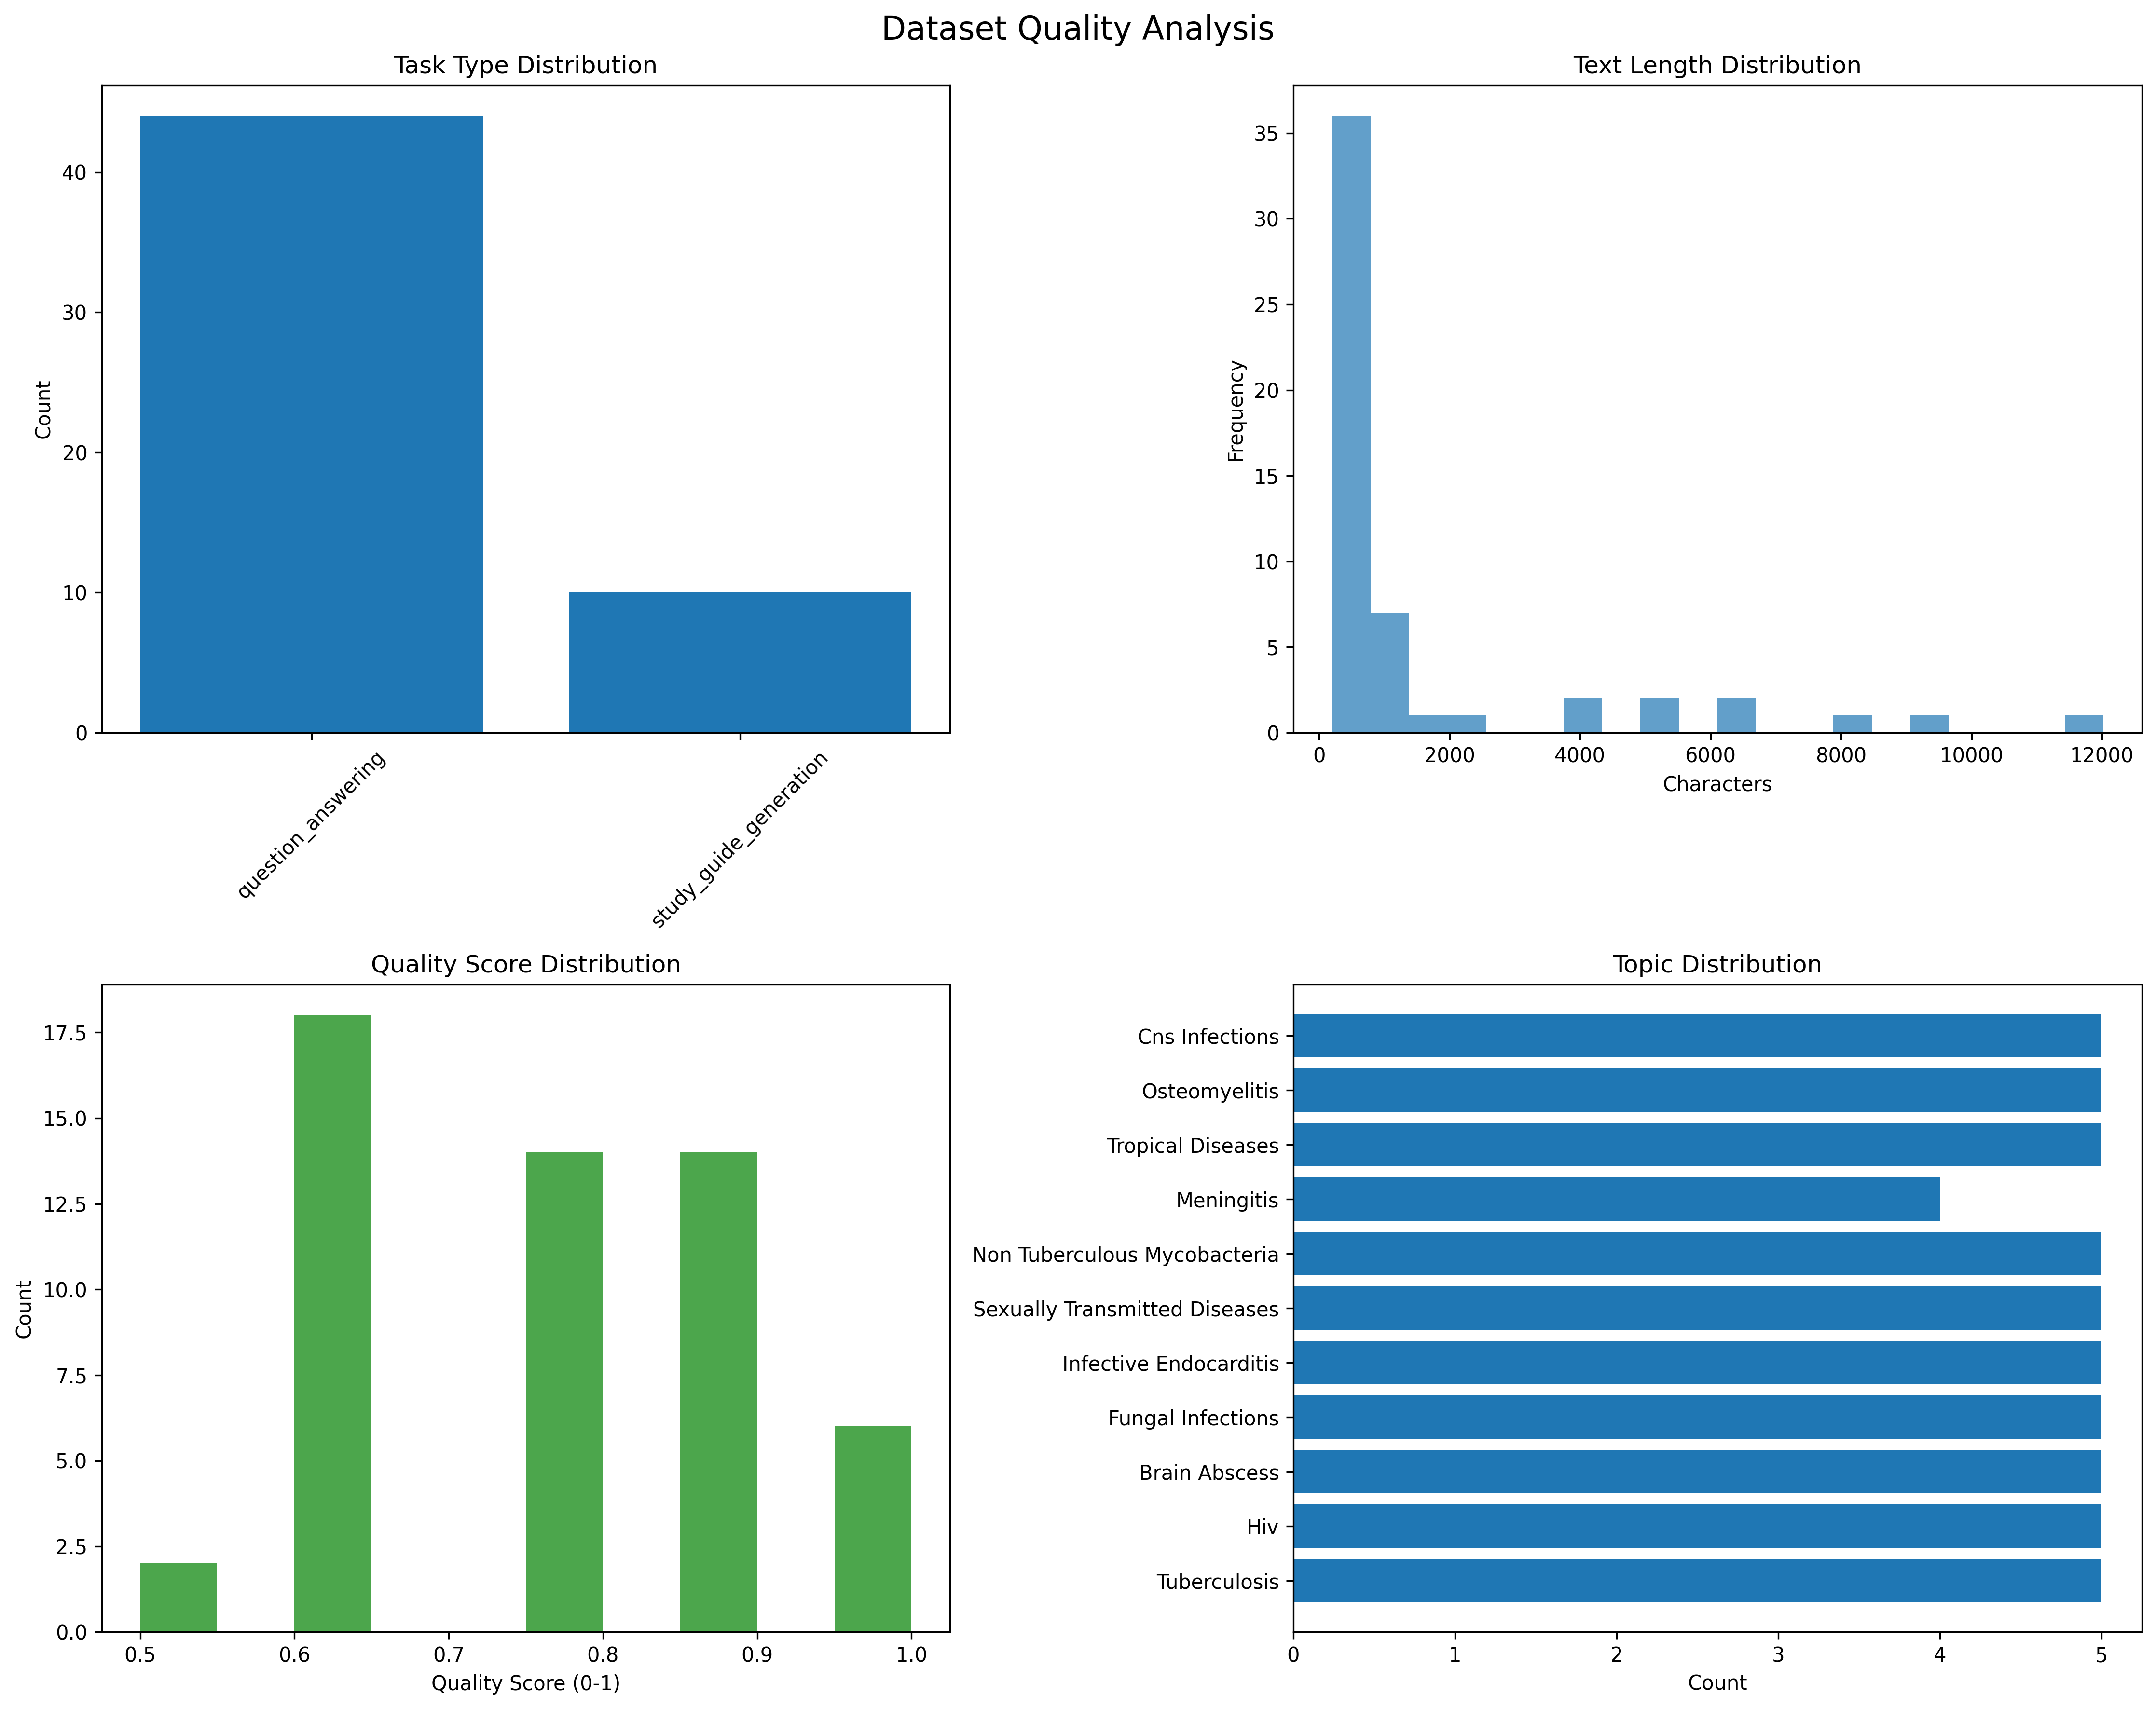 Dataset Quality Analysis
Task Type Distribution
Count
40
30
20
10
0
question_answering
study_guide_generation
Text Length Distribution
Frequency
35
30
25
20
15
10
5
0
0 2000 4000 6000 8000 10000 12000
Characters
Quality Score Distribution
Count
17.5
15.0
12.5
10.0
7.5
5.0
2.5
0.0
0.5 0.6 0.7 0.8 0.9 1.0
Quality Score (0-1)
Topic Distribution
Cns Infections
Osteomyelitis
Tropical Diseases
Meningitis
Non Tuberculous Mycobacteria
Sexually Transmitted Diseases
Infective Endocarditis
Fungal Infections
Brain Abscess
Hiv
Tuberculosis
0 1 2 3 4 5
Count